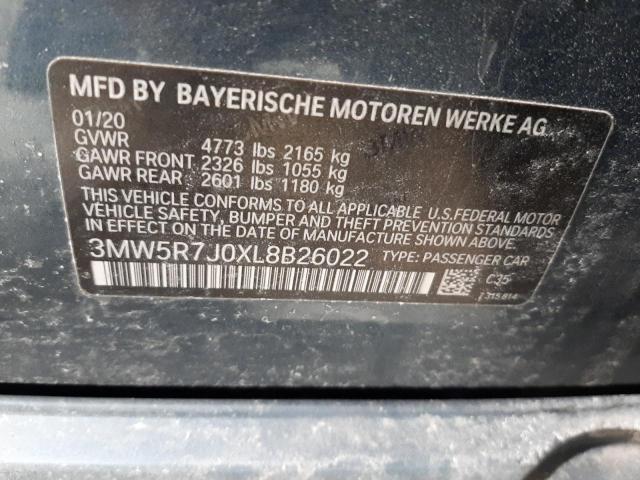 MFD BY BAYERISCHE MOTOREN WERKE AG
01/20
GVWR 4773 lbs 2165 kg
GAWR FRONT 2326 lbs 1055 kg
GAWR REAR 2601 lbs 1180 kg
THIS VEHICLE CONFORMS TO ALL APPLICABLE U.S.FEDERAL MOTOR
VEHICLE SAFETY, BUMPER AND THEFT PREVENTION STANDARDS
IN EFFECT ON THE DATE OF MANUFACTURE SHOWN ABOVE.
3MW5R7J0XL8B26022 TYPE: PASSENGER CAR
C35
7315814